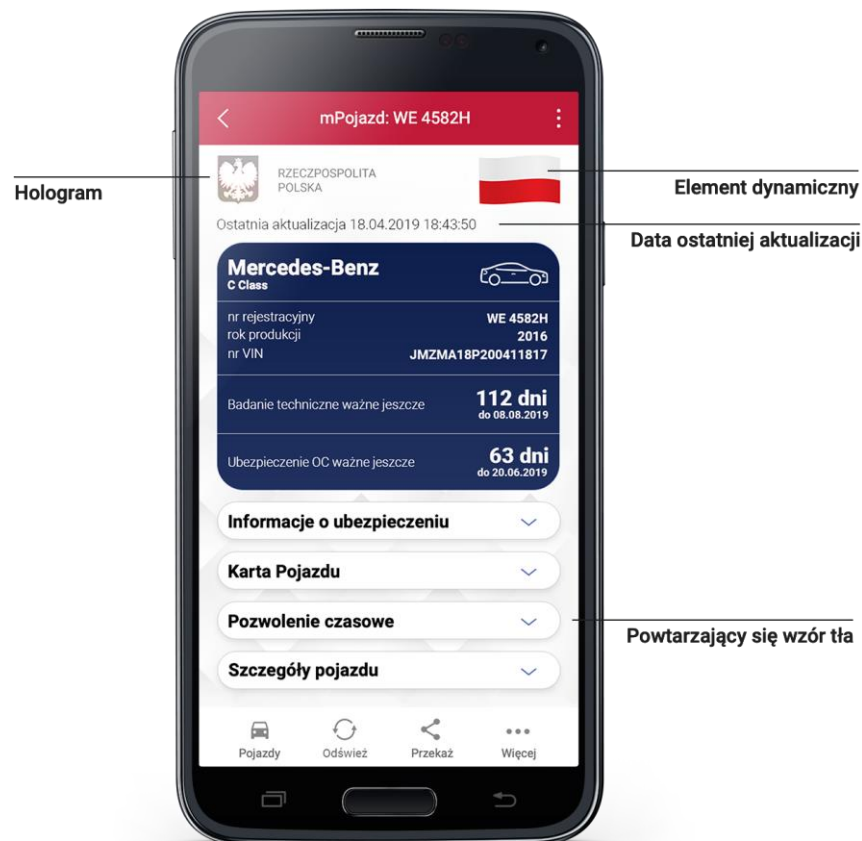 mPojazd: WE 4582H
RZECZPOSPOLITA
POLSKA
Hologram
Element dynamiczny
Ostatnia aktualizacja 18.04.2019 18:43:50
Data ostatniej aktualizacji
Mercedes-Benz
C Class
nr rejestracyjny WE 4582H
rok produkcji 2016
nr VIN JMZMA18P200411817
Badanie techniczne ważne jeszcze 112 dni
do 08.08.2019
Ubezpieczenie OC ważne jeszcze 63 dni
do 20.06.2019
Informacje o ubezpieczeniu
Karta Pojazdu
Pozwolenie czasowe
Powtarzający się wzór tła
Szczegóły pojazdu
Pojazdy Odśwież Przekaż Więcej